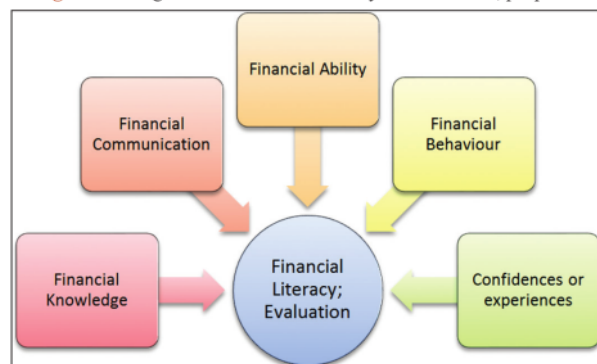 Financial Ability
Financial
Communication
Financial
Behaviour
Financial
Knowledge
Financial
Literacy;
Evaluation
Confidences or
experiences